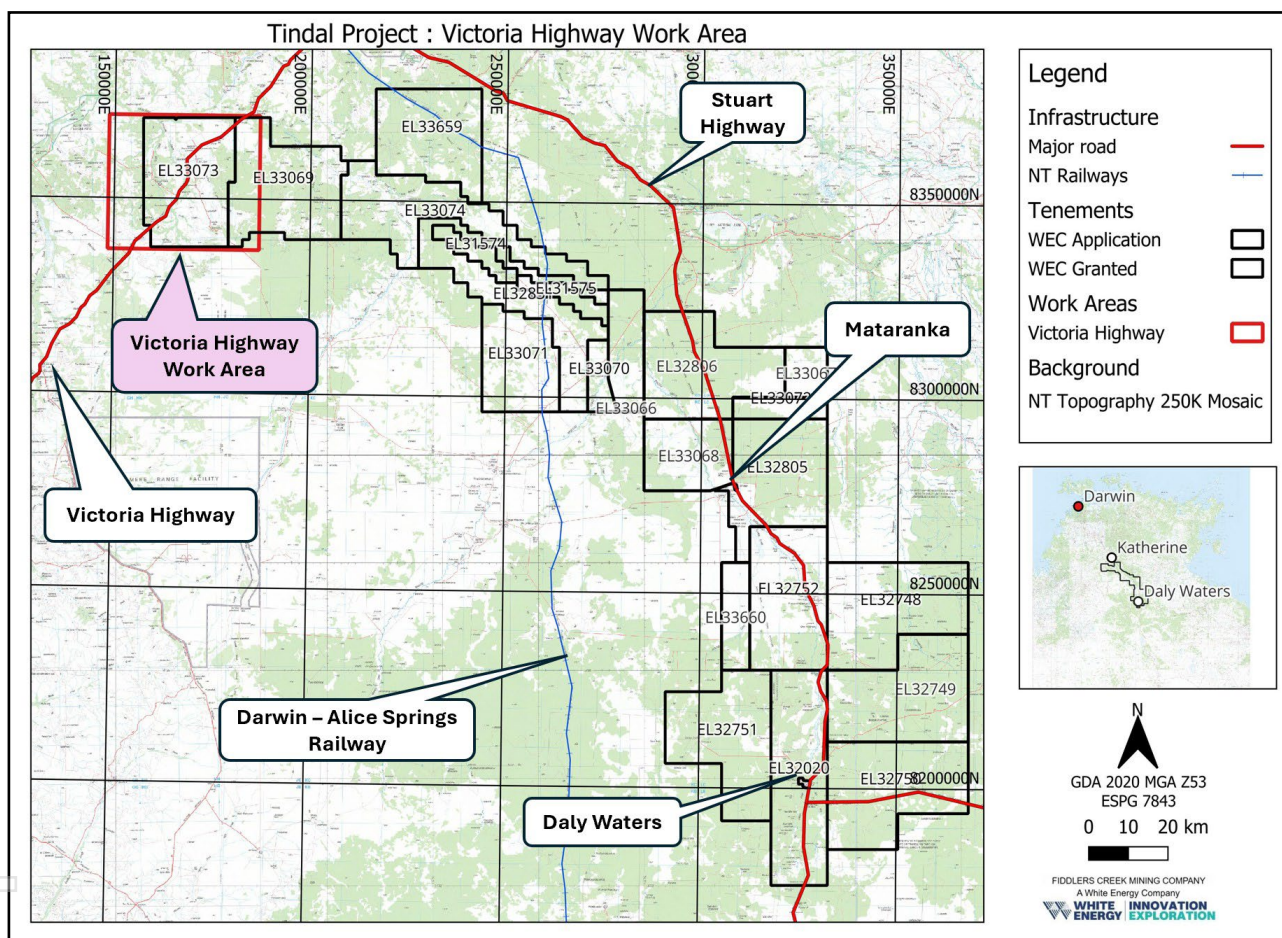 Tindal Project : Victoria Highway Work Area
150000E
200000E
250000E
350000E
Stuart
Highway
EL33659
EL33073
EL33069
8350000N
EL33074
EL31574
EL31575
Mataranka
Victoria Highway
Work Area
EL33071
EL33070
EL32806
8300000N
EL33066
EL33068
EL32805
Victoria Highway
RANGE FACILITY
EL32752
8250000N
EL32748
EL33660
EL32749
Darwin – Alice Springs
Railway
EL32751
EL32020
8200000N
Daly Waters
Legend
Infrastructure
Major road
NT Railways
Tenements
WEC Application
WEC Granted
Work Areas
Victoria Highway
Background
NT Topography 250K Mosaic
Darwin
Katherine
Daly Waters
N
GDA 2020 MGA Z53
ESPG 7843
0 10 20 km
FIDDLERS CREEK MINING COMPANY
A White Energy Company
WHITE ENERGY
INNOVATION EXPLORATION